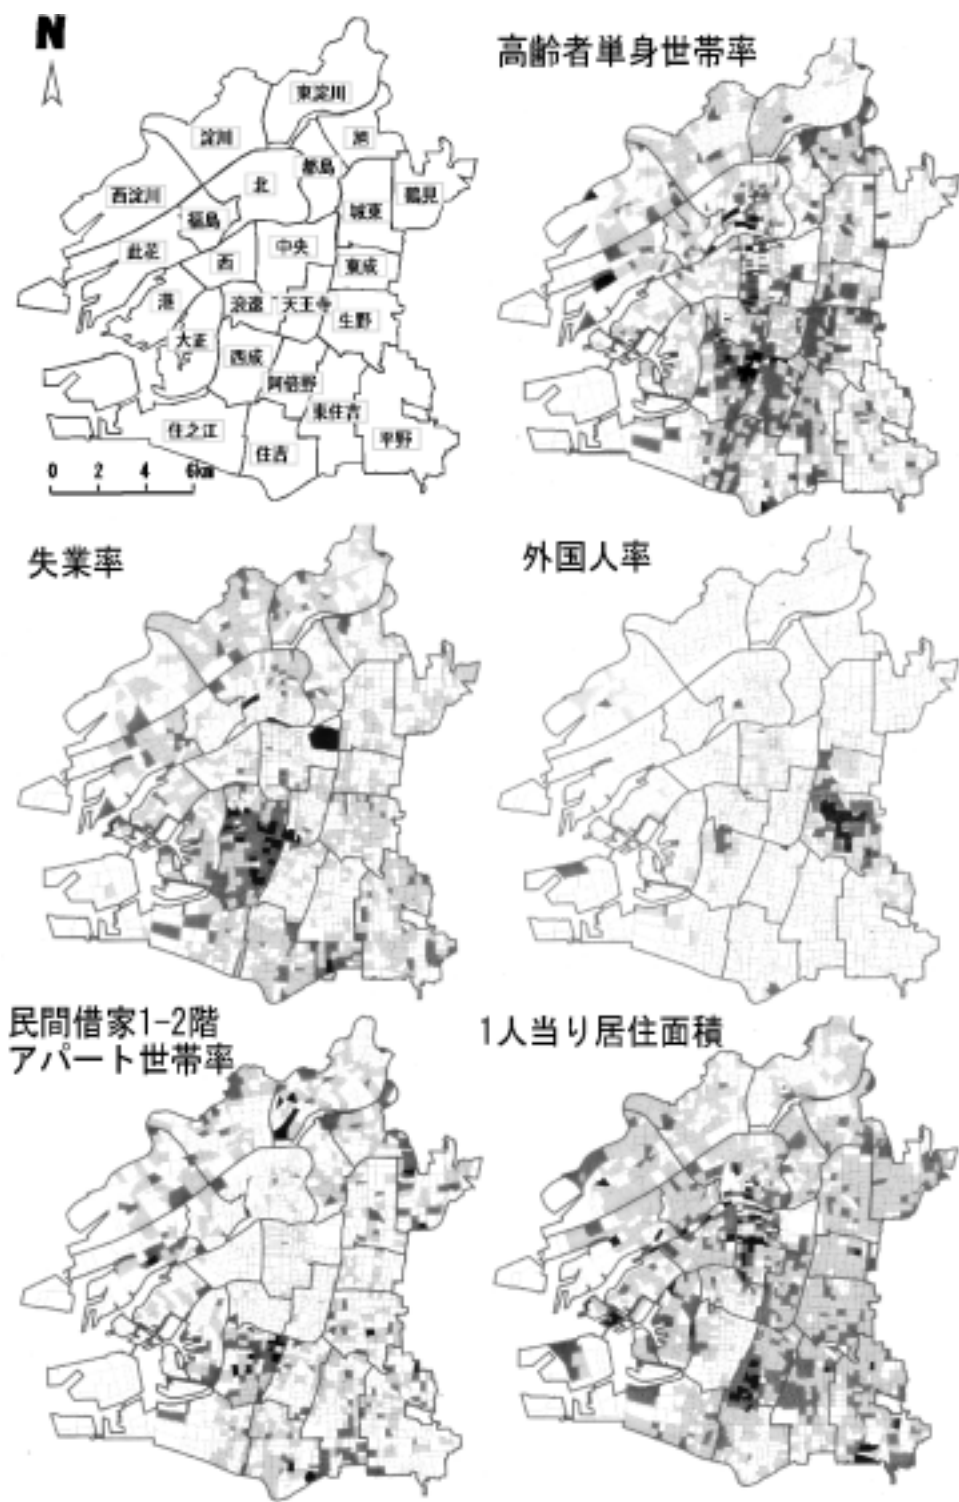 N
高齢者単身世帯率
東淀川
淀川
旭
都島
北
鶴見
西淀川
城東
福島
中央
此花
西
東成
港
浪速
天王寺
生野
大正
西成
阿倍野
東住吉
住之江
平野
住吉
0 2 4 6km
失業率
外国人率
民間借家1-2階
アパート世帯率
1人当り居住面積